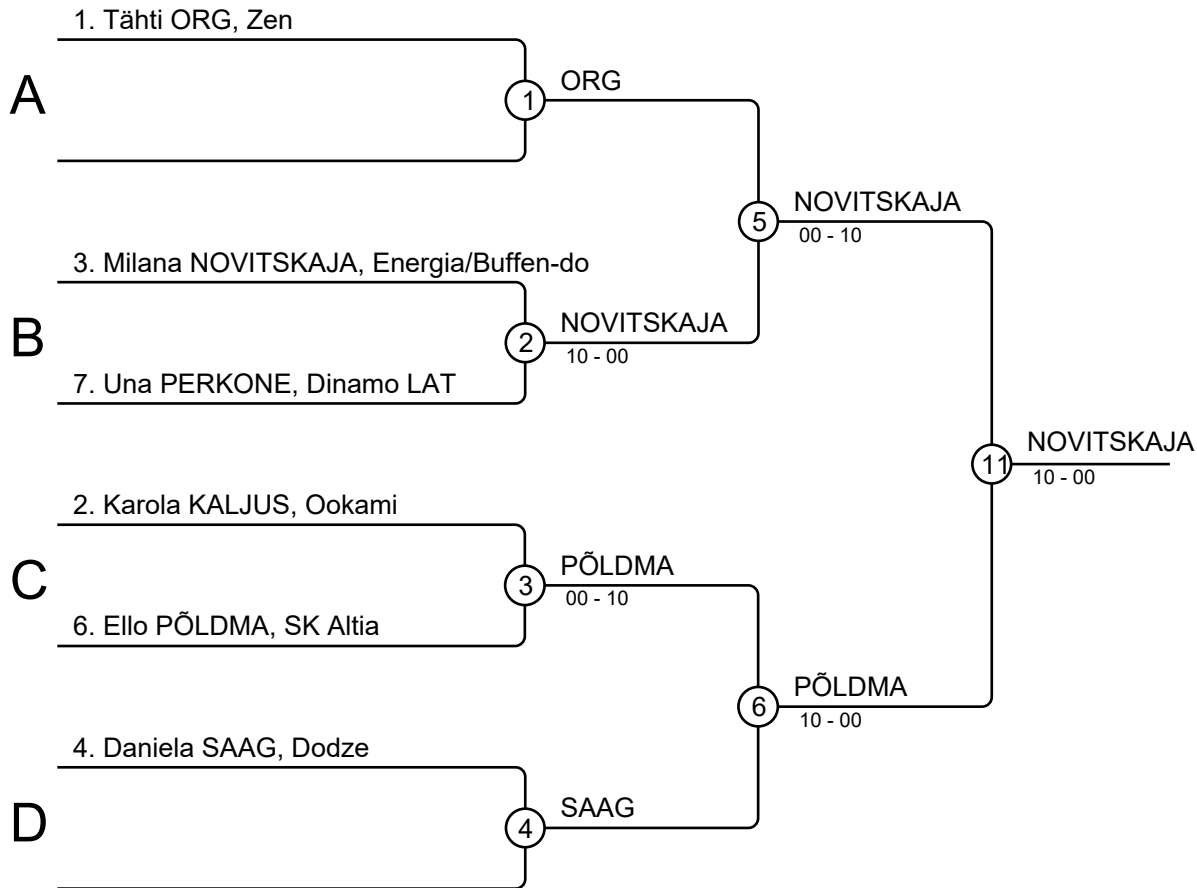 1. Tähti ORG, Zen
A
1
ORG
5
NOVITSKAJA
00 - 10
3. Milana NOVITSKAJA, Energia/Buffen-do
B
2
NOVITSKAJA
10 - 00
7. Una PERKONE, Dinamo LAT
11
NOVITSKAJA
10 - 00
2. Karola KALJUS, Ookami
C
3
PÕLDMA
00 - 10
6. Ello PÕLDMA, SK Altia
6
PÕLDMA
10 - 00
4. Daniela SAAG, Dodze
D
4
SAAG